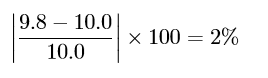 |9.8 − 10.0 / 10.0| × 100 = 2%